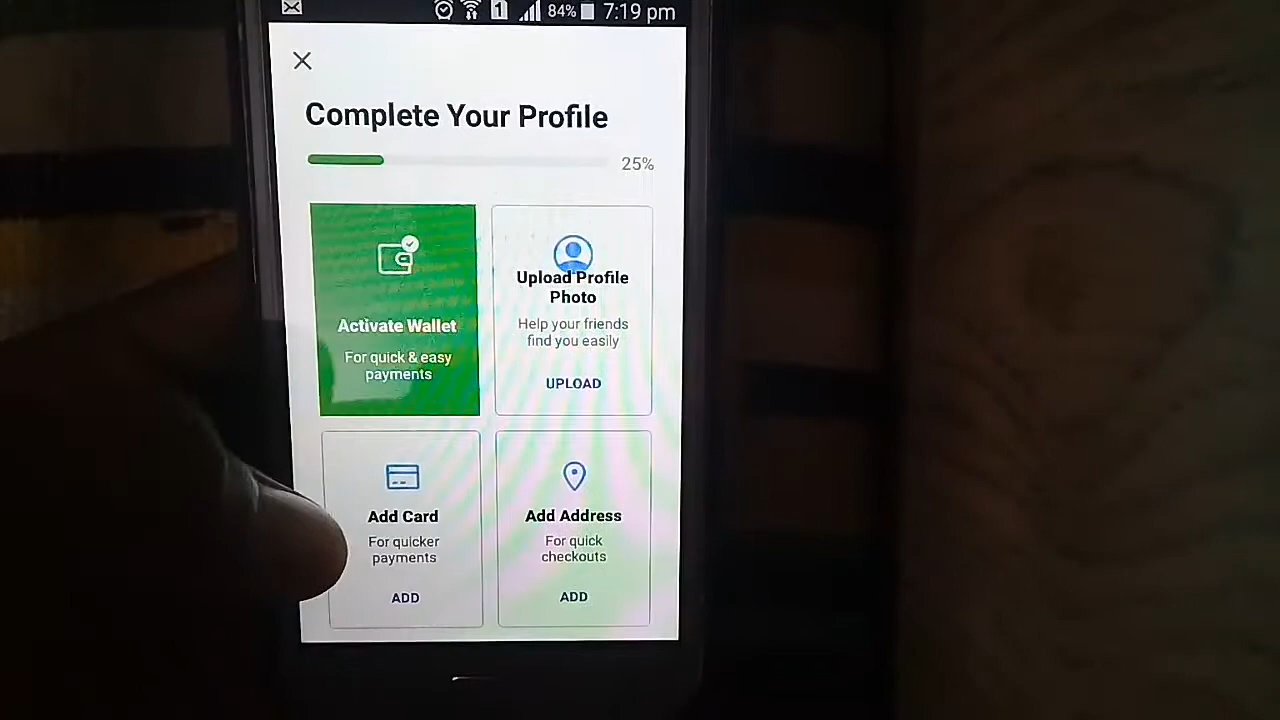 1 84% 7:19 pm
Complete Your Profile
25%
Activate Wallet
For quick & easy
payments
Upload Profile
Photo
Help your friends
find you easily
UPLOAD
Add Card
For quicker
payments
ADD
Add Address
For quick
checkouts
ADD